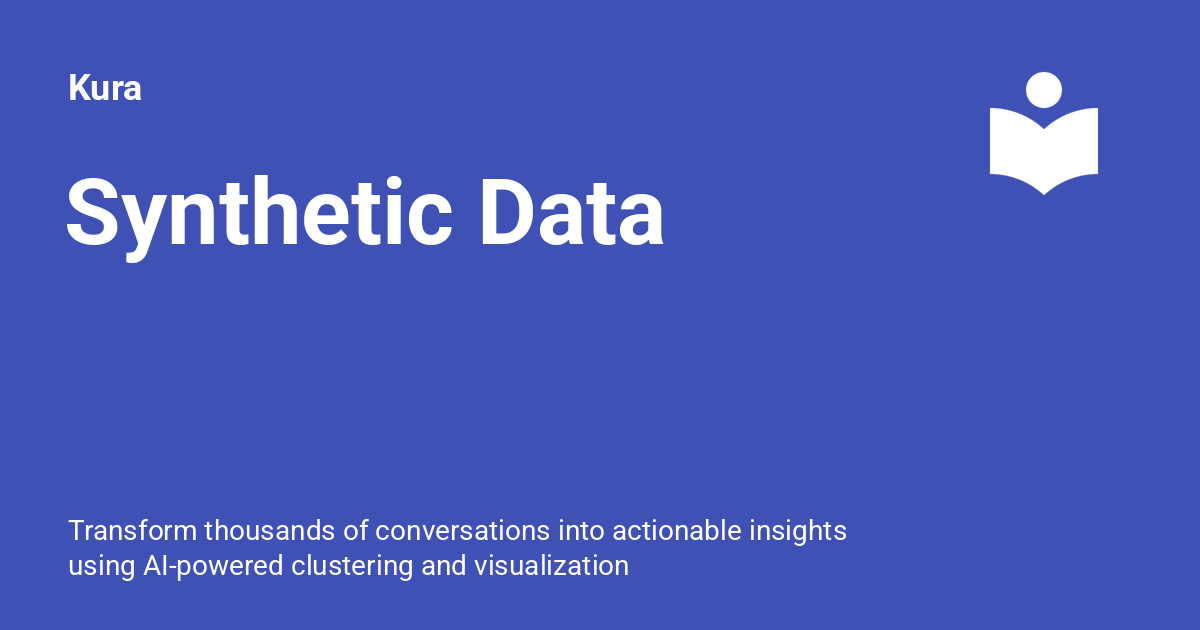 Kura
Synthetic Data
Transform thousands of conversations into actionable insights
using AI-powered clustering and visualization